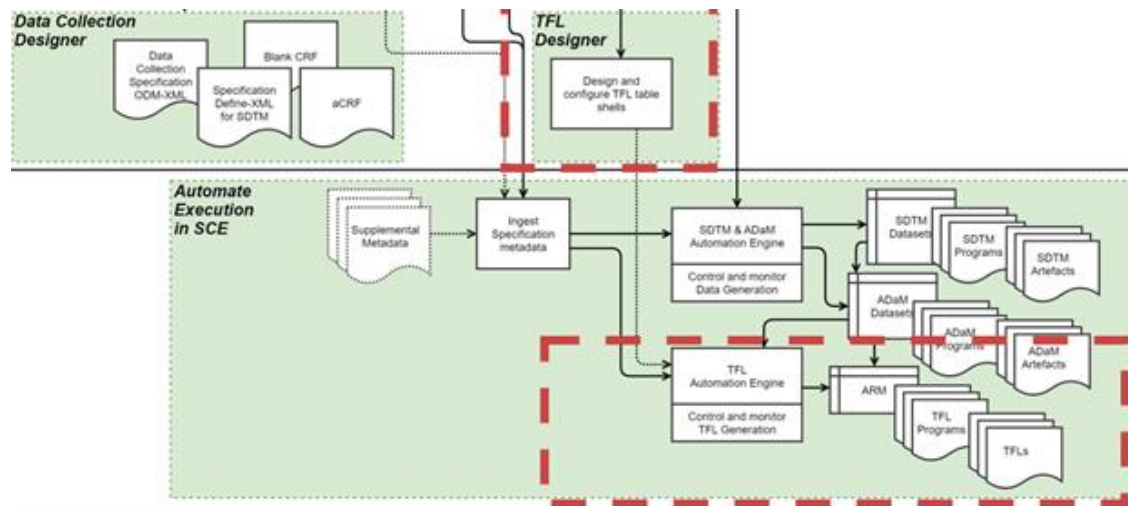 Data Collection
Designer
Data
Collection
Specification
ODM-XML
Blank CRF
Specification
Define-XML
for SDTM
aCRF
TFL
Designer
Design and
configure TFL table
shells
Automate
Execution
in SCE
Supplemental
Metadata
Ingest
Specification
metadata
SDTM & ADaM
Automation Engine
Control and monitor
Data Generation
SDTM
Datasets
SDTM
Programs
SDTM
Artefacts
ADaM
Datasets
ADaM
Programs
ADaM
Artefacts
TFL
Automation Engine
Control and monitor
TFL Generation
ARM
TFL
Programs
TFLs